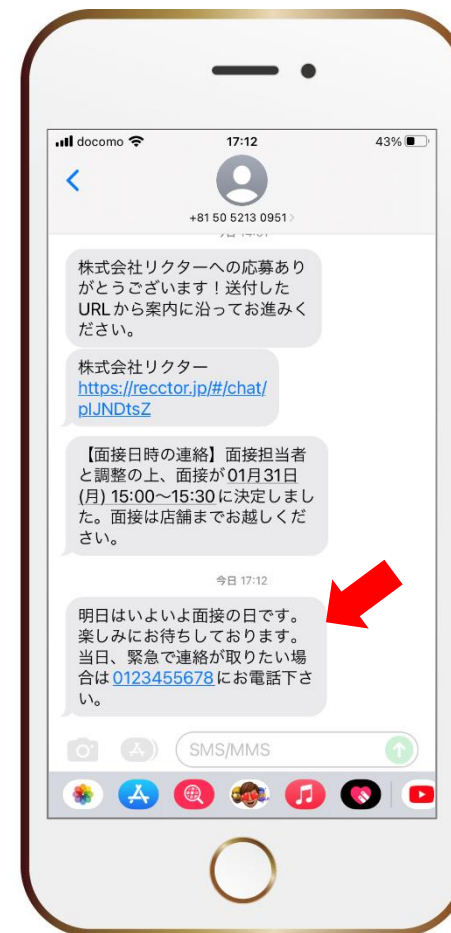 docomo
17:12
43%
+81 50 5213 0951
株式会社リクターへの応募あり
がとうございます！送付した
URLから案内に沿ってお進みく
ださい。
株式会社リクター
https://recctor.jp/#/chat/
plJNDtsZ
【面接日時の連絡】面接担当者
と調整の上、面接が01月31日
(月) 15:00〜15:30に決定しまし
た。面接は店舗までお越しくだ
さい。
今日 17:12
明日はいよいよ面接の日です。
楽しみにお待ちしております。
当日、緊急で連絡が取りたい場
合は0123455678にお電話下さ
い。
SMS/MMS